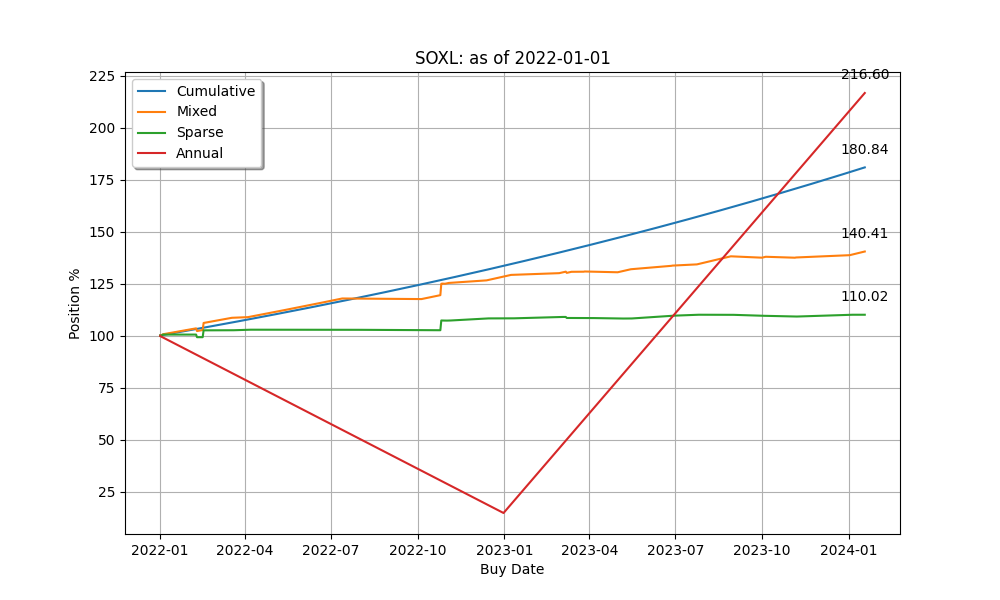 SOXL: as of 2022-01-01
Cumulative
Mixed
Sparse
Annual
216.60
180.84
140.41
110.02
Position %
225
200
175
150
125
100
75
50
25
2022-01 2022-04 2022-07 2022-10 2023-01 2023-04 2023-07 2023-10 2024-01
Buy Date